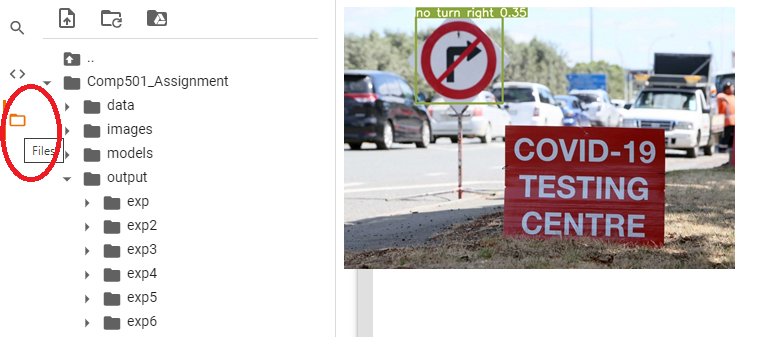 ..
Comp501_Assignment
data
images
models
output
exp
exp2
exp3
exp4
exp5
exp6
Files
no turn right 0.35
COVID-19
TESTING
CENTRE